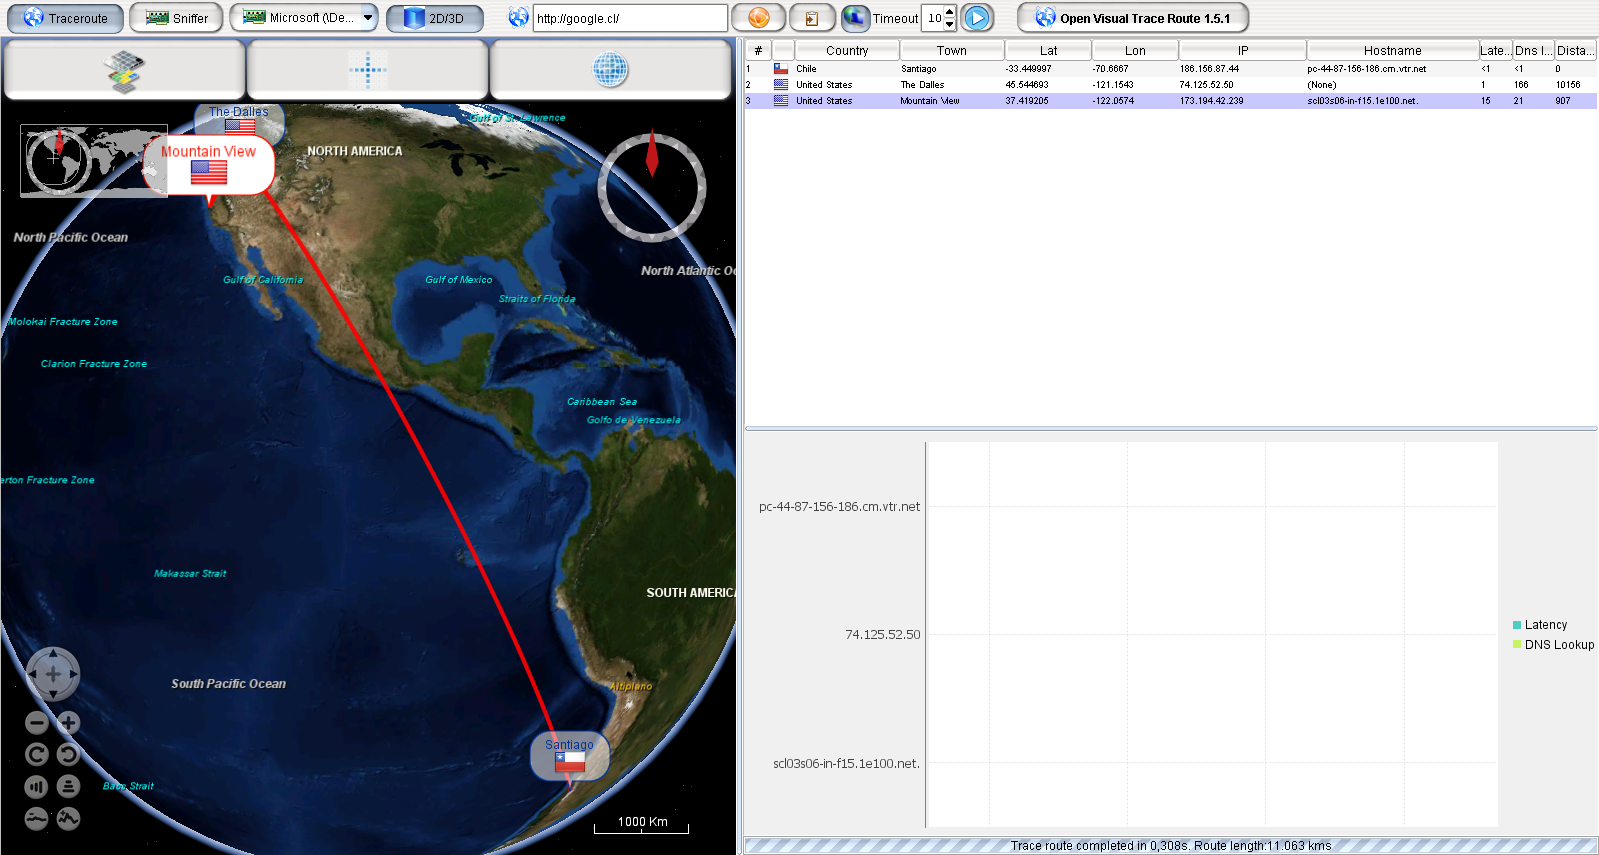 Traceroute
Sniffer
Microsoft (\De...
2D/3D
http://google.cl/
Timeout
10
Open Visual Trace Route 1.5.1
# Country Town Lat Lon IP Hostname Late... Dns l... Dista...
1 Chile Santiago -33.449997 -70.6667 186.156.87.44 pc-44-87-156-186.cm.vtr.net <1 <1 0
2 United States The Dalles 45.544693 -121.1543 74.125.52.50 (None) 1 166 10156
3 United States Mountain View 37.419205 -122.0574 173.194.42.239 scl03s06-in-f15.1e100.net. 15 21 907
The Dalles
Mountain View
Gulf of St. Lawrence
NORTH AMERICA
North Pacific Ocean
North Atlantic Oc
Gulf of California
Gulf of Mexico
Straits of Florida
Molokai Fracture Zone
Clarion Fracture Zone
Caribbean Sea
Golfo de Venezuela
erton Fracture Zone
Makassar Strait
SOUTH AMERICA
South Pacific Ocean
Altiplano
Santiago
Bass Strait
1000 Km
pc-44-87-156-186.cm.vtr.net
74.125.52.50
scl03s06-in-f15.1e100.net.
Latency
DNS Lookup
Trace route completed in 0,308s. Route length:11.063 kms